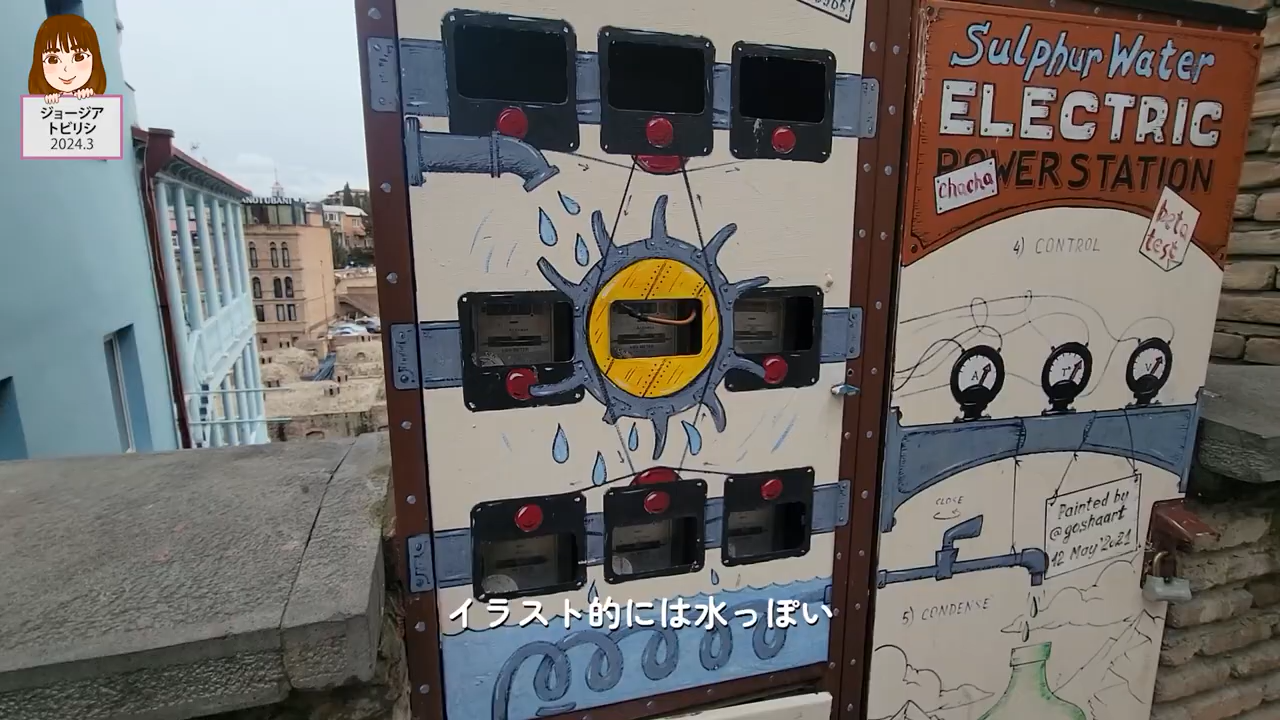 ジョージア
トビリシ
2024.3
Sulphur Water
ELECTRIC
POWER STATION
chacha
beta
test
4) CONTROL
A
V
CLOSE
Painted by
@goshaart
12 May'2021
5) CONDENSE
イラスト的には水っぽい